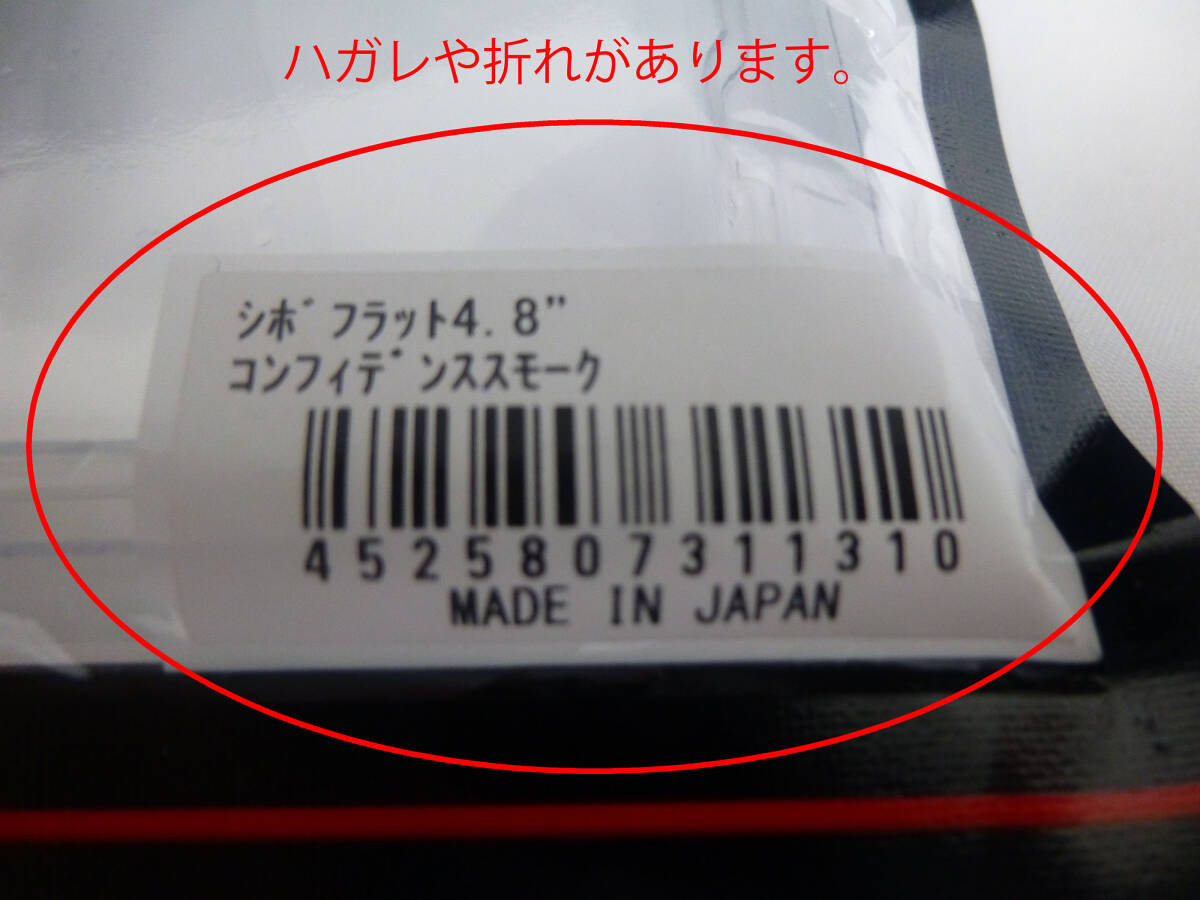 ハガレや折れがあります。
ｼﾎﾞﾌﾗｯﾄ4.8”
ｺﾝﾌｨﾃﾞﾝｽｽﾓｰｸ
4525807311310
MADE IN JAPAN